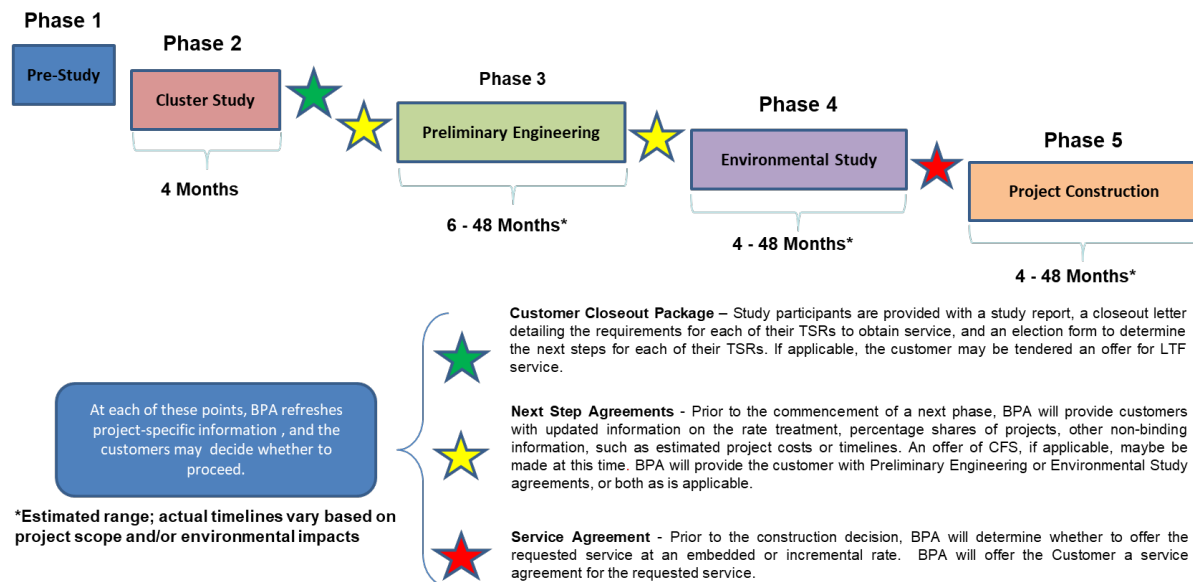 Phase 1
Pre-Study
Phase 2
Cluster Study
4 Months
Phase 3
Preliminary Engineering
6 - 48 Months*
Phase 4
Environmental Study
4 - 48 Months*
Phase 5
Project Construction
4 - 48 Months*
Customer Closeout Package – Study participants are provided with a study report, a closeout letter
detailing the requirements for each of their TSRs to obtain service, and an election form to determine
the next steps for each of their TSRs. If applicable, the customer may be tendered an offer for LTF
service.
At each of these points, BPA refreshes
project-specific information , and the
customers may decide whether to
proceed.
Next Step Agreements - Prior to the commencement of a next phase, BPA will provide customers
with updated information on the rate treatment, percentage shares of projects, other non-binding
information, such as estimated project costs or timelines. An offer of CFS, if applicable, maybe be
made at this time. BPA will provide the customer with Preliminary Engineering or Environmental Study
agreements, or both as is applicable.
*Estimated range; actual timelines vary based on
project scope and/or environmental impacts
Service Agreement - Prior to the construction decision, BPA will determine whether to offer the
requested service at an embedded or incremental rate. BPA will offer the Customer a service
agreement for the requested service.